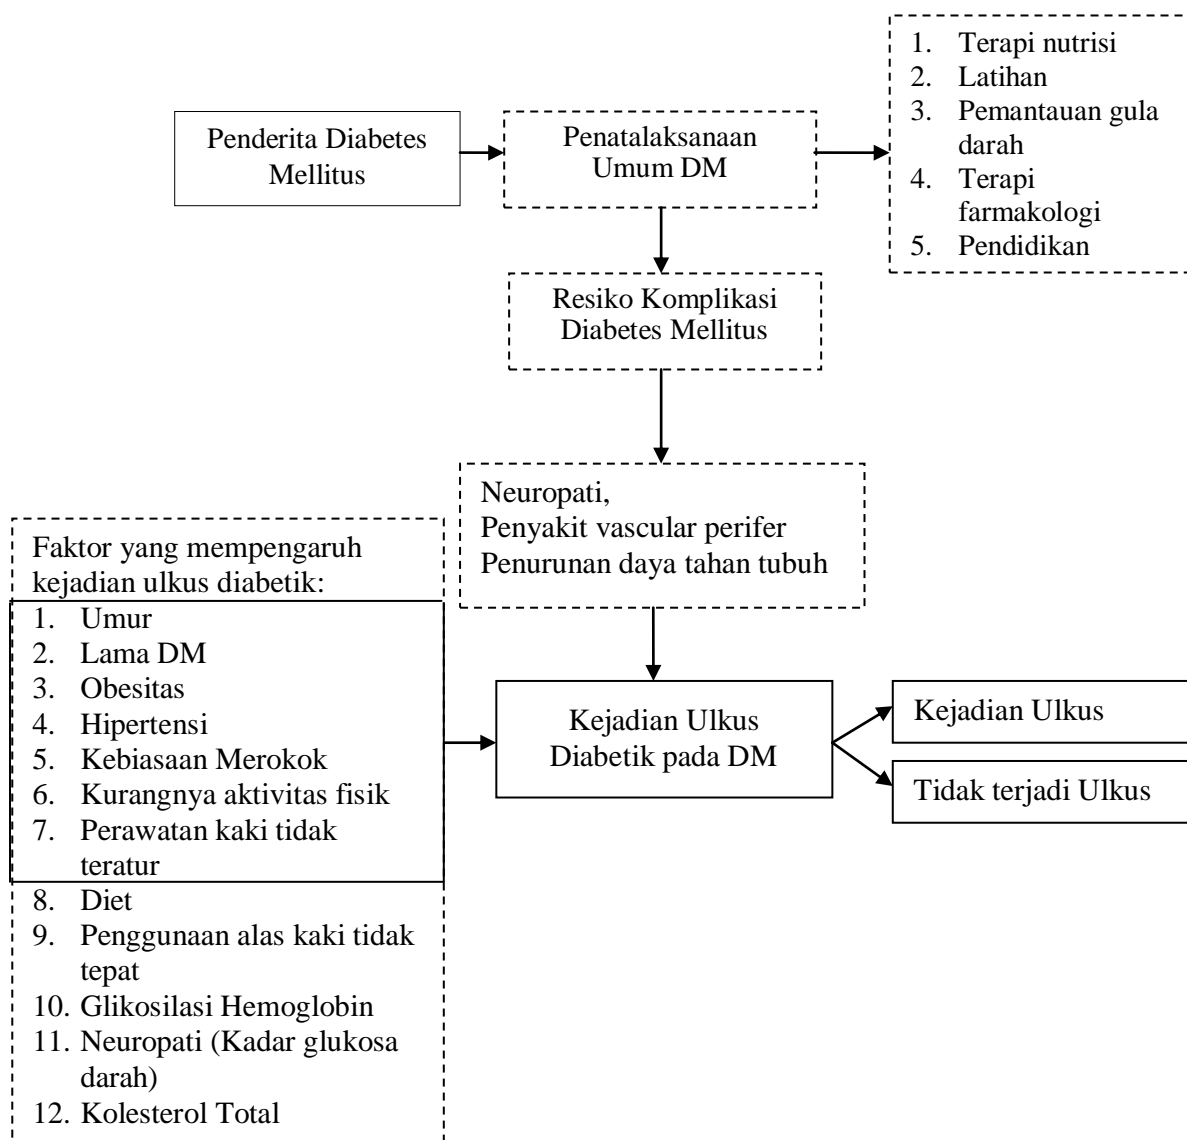 1. Terapi nutrisi
2. Latihan
3. Pemantauan gula
darah
4. Terapi
farmakologi
5. Pendidikan
Penderita Diabetes
Mellitus
Penatalaksanaan
Umum DM
Resiko Komplikasi
Diabetes Mellitus
Neuropati,
Penyakit vascular perifer
Penurunan daya tahan tubuh
Faktor yang mempengaruh
kejadian ulkus diabetik:
1. Umur
2. Lama DM
3. Obesitas
4. Hipertensi
5. Kebiasaan Merokok
6. Kurangnya aktivitas fisik
7. Perawatan kaki tidak
teratur
8. Diet
9. Penggunaan alas kaki tidak
tepat
10. Glikosilasi Hemoglobin
11. Neuropati (Kadar glukosa
darah)
12. Kolesterol Total
Kejadian Ulkus
Diabetik pada DM
Kejadian Ulkus
Tidak terjadi Ulkus